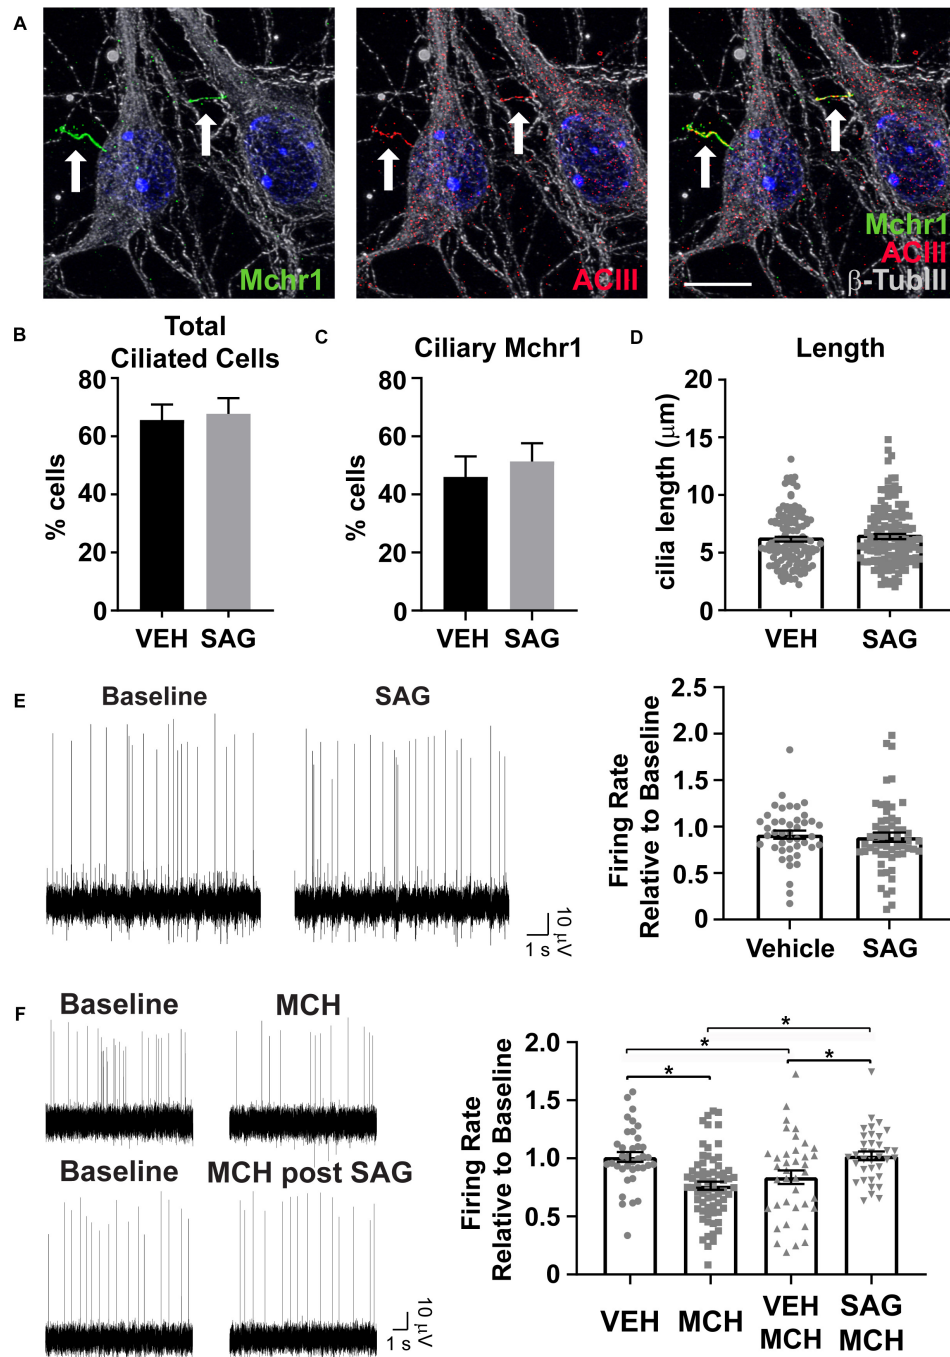 A
Mchr1
ACIII
Mchr1
ACIII
β-TubIII
B
Total
Ciliated Cells
% cells
80
60
40
20
0
VEH SAG
C
Ciliary Mchr1
% cells
80
60
40
20
0
VEH SAG
D
Length
cilia length (μm)
20
15
10
5
0
VEH SAG
E
Baseline
SAG
10 μV
1 s
Firing Rate
Relative to Baseline
2.5
2.0
1.5
1.0
0.5
0
Vehicle SAG
F
Baseline
MCH
Baseline
MCH post SAG
10 μV
1 s
Firing Rate
Relative to Baseline
2.0
1.5
1.0
0.5
0
*
*
*
*
VEH
MCH
VEH
MCH
SAG
MCH